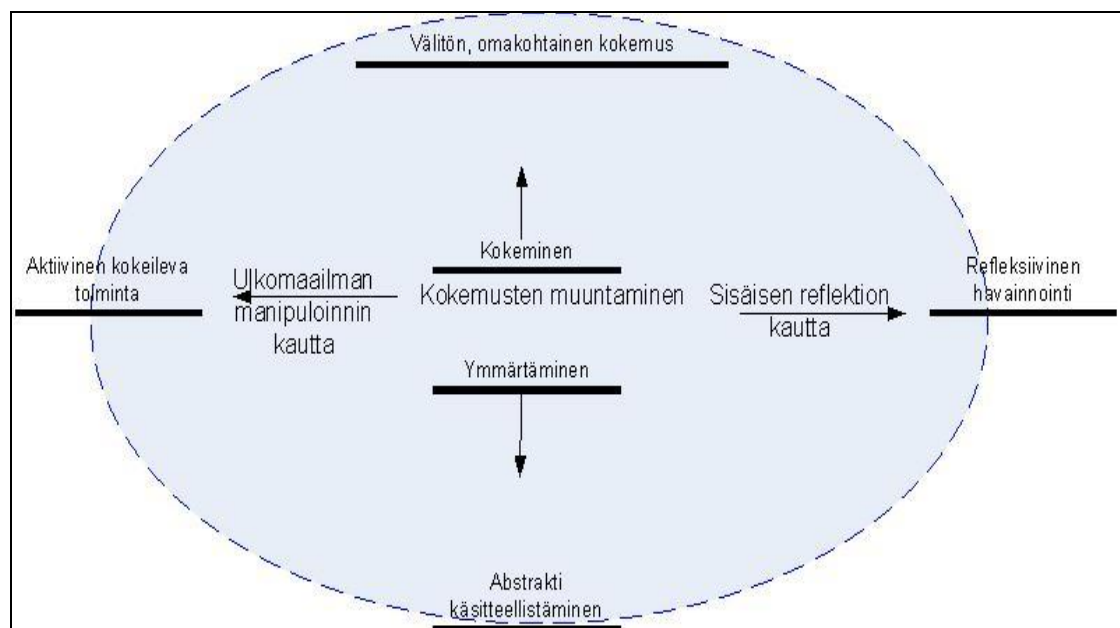 Välitön, omakohtainen kokemus
Kokeminen
Aktiivinen kokeileva
toiminta
Ulkomaailman
manipuloinnin
kautta
Kokemusten muuntaminen
Sisäisen reflektion
kautta
Refleksiivinen
havainnointi
Ymmärtäminen
Abstrakti
käsitteellistäminen